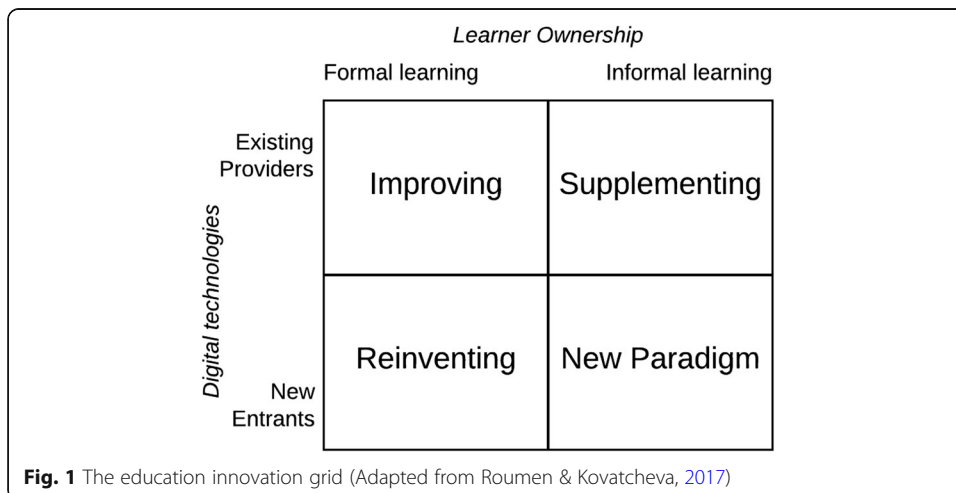 Learner Ownership
Formal learning
Informal learning
Existing
Providers
Improving
Supplementing
Digital technologies
Reinventing
New Paradigm
New
Entrants
Fig. 1 The education innovation grid (Adapted from Roumen & Kovatcheva, 2017)